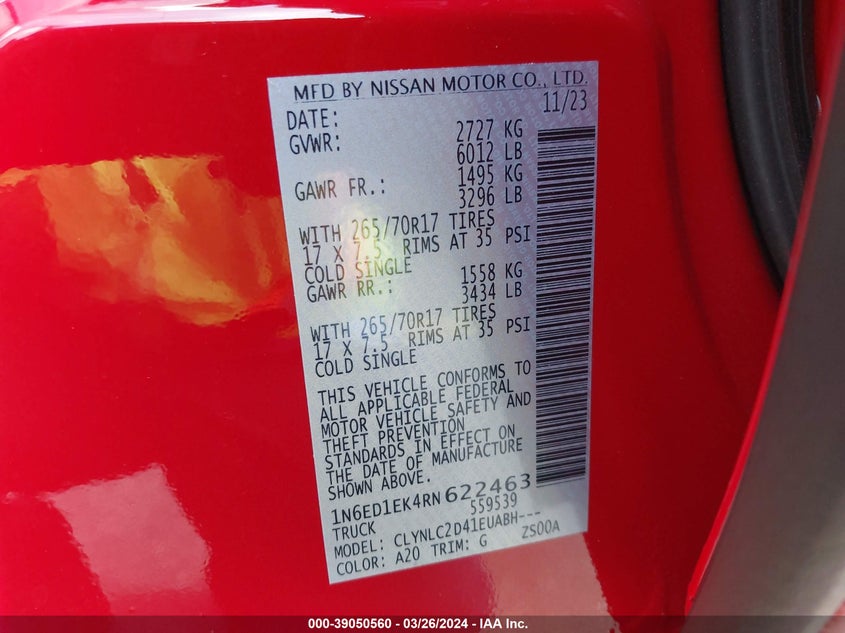 MFD BY NISSAN MOTOR CO., LTD.
DATE: 11/23
GVWR: 2727 KG
6012 LB
GAWR FR.: 1495 KG
3296 LB
WITH 265/70R17 TIRES
17 X 7.5 RIMS AT 35 PSI
COLD SINGLE
GAWR RR.: 1558 KG
3434 LB
WITH 265/70R17 TIRES
17 X 7.5 RIMS AT 35 PSI
COLD SINGLE
THIS VEHICLE CONFORMS TO
ALL APPLICABLE FEDERAL
MOTOR VEHICLE SAFETY AND
THEFT PREVENTION
STANDARDS IN EFFECT ON
THE DATE OF MANUFACTURE
SHOWN ABOVE.
1N6ED1EK4RN622463
TRUCK 559539
MODEL: CLYNLC2D41EUABH---
COLOR: A20 TRIM: G ZS00A
000-39050560 - 03/26/2024 - IAA Inc.